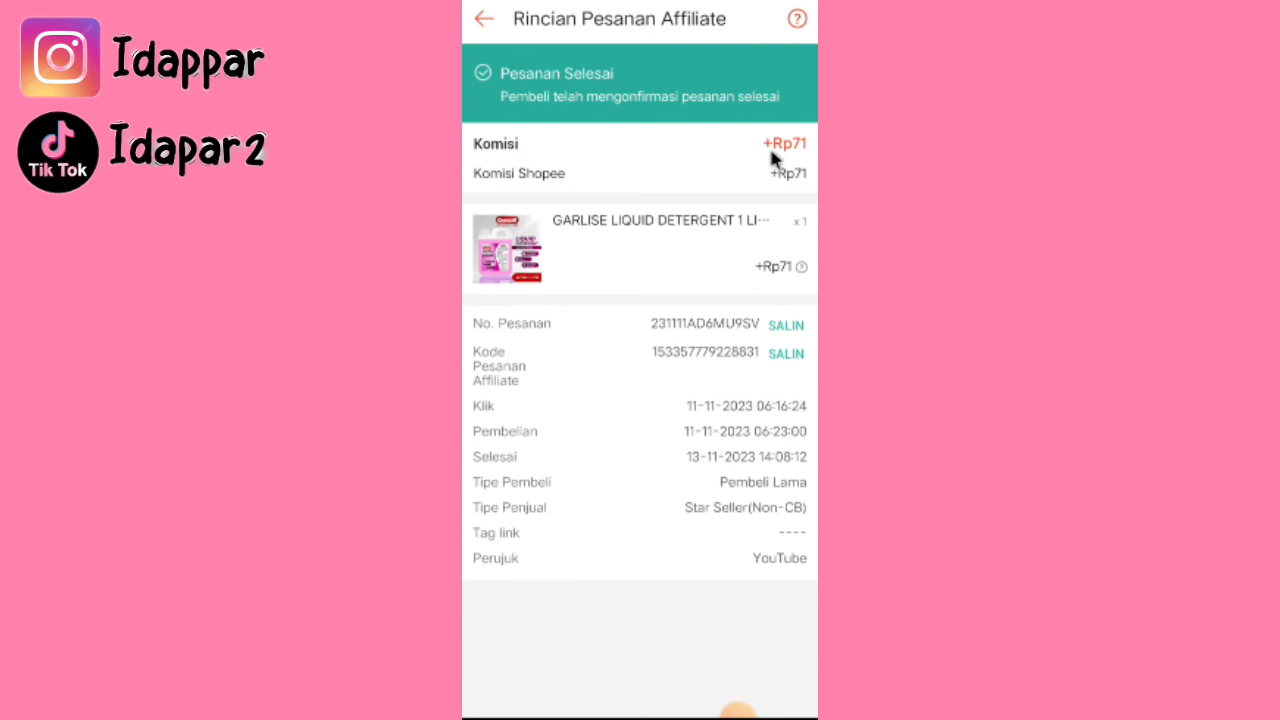 Idappar
Tik Tok
Idapar2
Rincian Pesanan Affiliate
?
Pesanan Selesai
Pembeli telah mengonfirmasi pesanan selesai
Komisi +Rp71
Komisi Shopee +Rp71
GARLISE LIQUID DETERGENT 1 LI··· x 1
+Rp71 ?
No. Pesanan 231111AD6MU9SV SALIN
Kode 153357779228831 SALIN
Pesanan
Affiliate
Klik 11-11-2023 06:16:24
Pembelian 11-11-2023 06:23:00
Selesai 13-11-2023 14:08:12
Tipe Pembeli Pembeli Lama
Tipe Penjual Star Seller(Non-CB)
Tag link ----
Perujuk YouTube